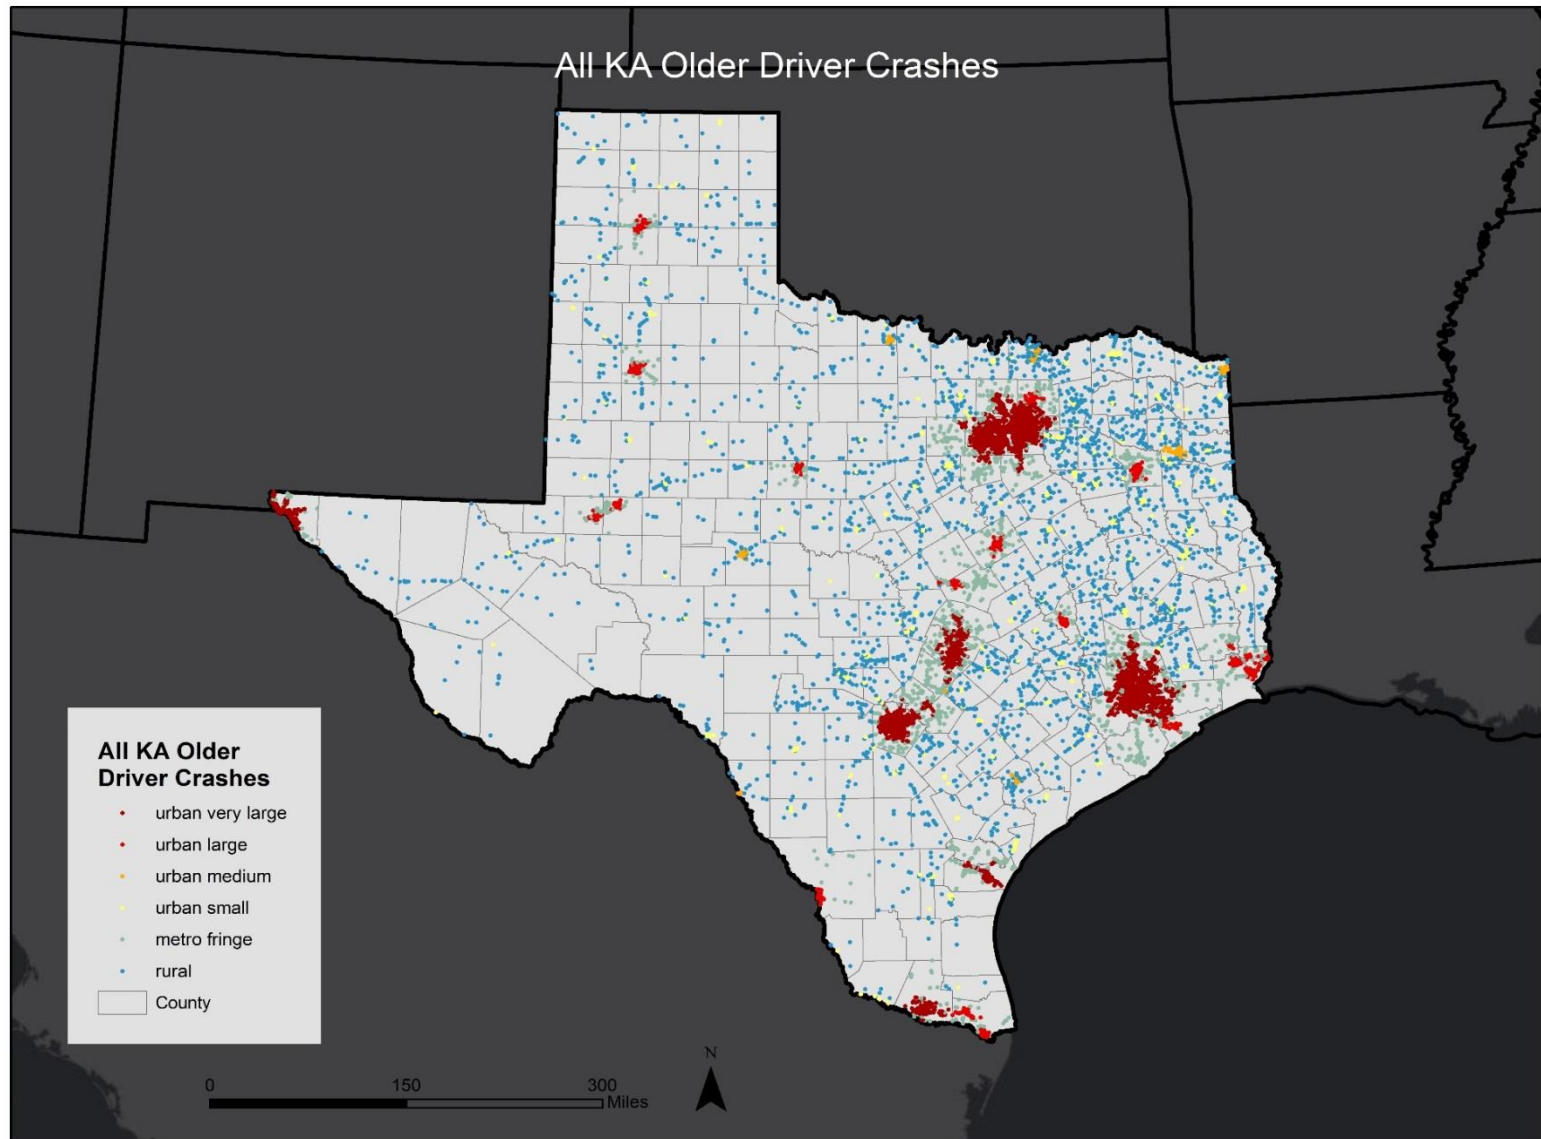 All KA Older Driver Crashes
All KA Older
Driver Crashes
urban very large
urban large
urban medium
urban small
metro fringe
rural
County
N
0 150 300
Miles